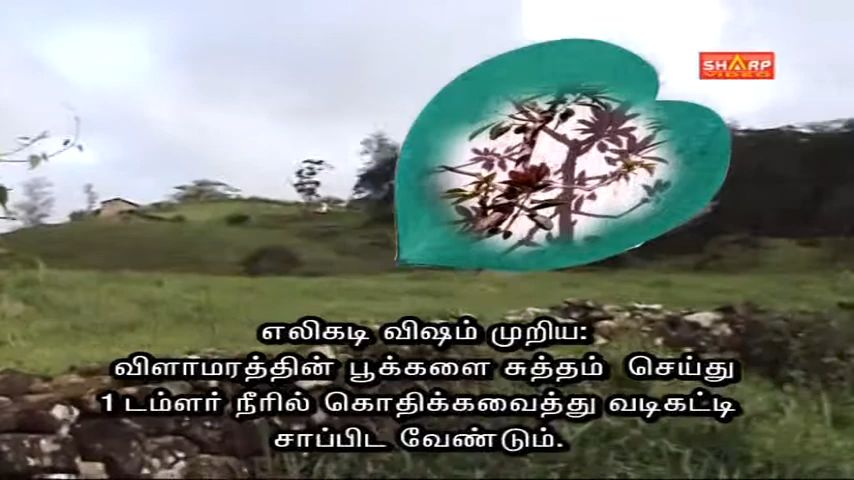 SHARP
VIDEO
எலிகடி விஷம் முறிய:
விளாமரத்தின் பூக்களை சுத்தம் செய்து
1 டம்ளர் நீரில் கொதிக்கவைத்து வடிகட்டி
சாப்பிட வேண்டும்.